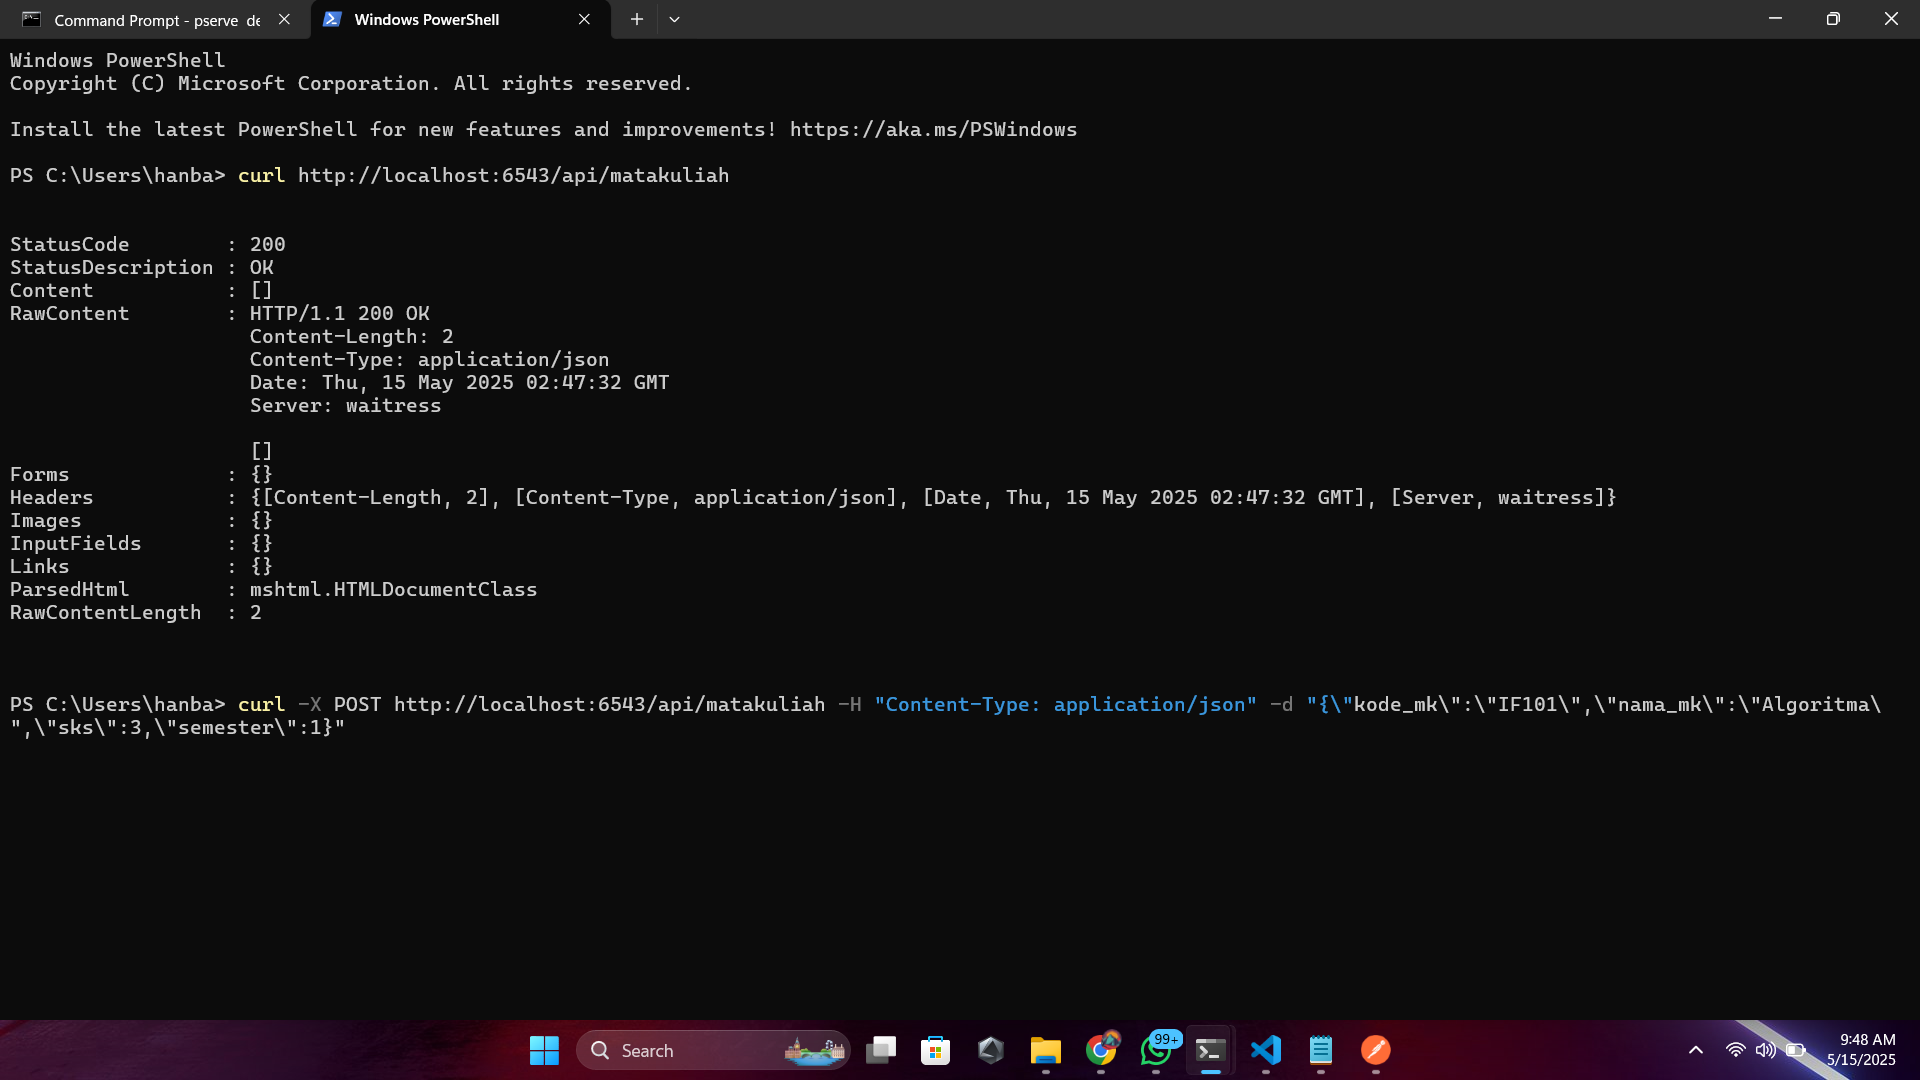 Command Prompt - pserve de
Windows PowerShell
Windows PowerShell
Copyright (C) Microsoft Corporation. All rights reserved.
Install the latest PowerShell for new features and improvements! https://aka.ms/PSWindows
PS C:\Users\hanba> curl http://localhost:6543/api/matakuliah
StatusCode        : 200
StatusDescription : OK
Content           : []
RawContent        : HTTP/1.1 200 OK
Content-Length: 2
Content-Type: application/json
Date: Thu, 15 May 2025 02:47:32 GMT
Server: waitress
[]
Forms             : {}
Headers           : {[Content-Length, 2], [Content-Type, application/json], [Date, Thu, 15 May 2025 02:47:32 GMT], [Server, waitress]}
Images            : {}
InputFields       : {}
Links             : {}
ParsedHtml        : mshtml.HTMLDocumentClass
RawContentLength  : 2
PS C:\Users\hanba> curl -X POST http://localhost:6543/api/matakuliah -H "Content-Type: application/json" -d "{\"kode_mk\":\"IF101\",\"nama_mk\":\"Algoritma\
",\"sks\":3,\"semester\":1}"
Search
99+
9:48 AM
5/15/2025